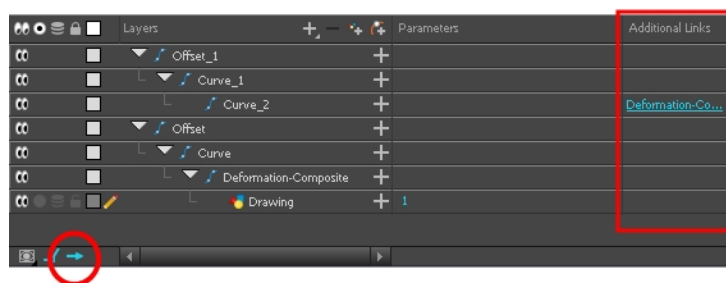 Layers Parameters Additional Links
Offset_1
Curve_1
Curve_2 Deformation-Co...
Offset
Curve
Deformation-Composite
Drawing 1